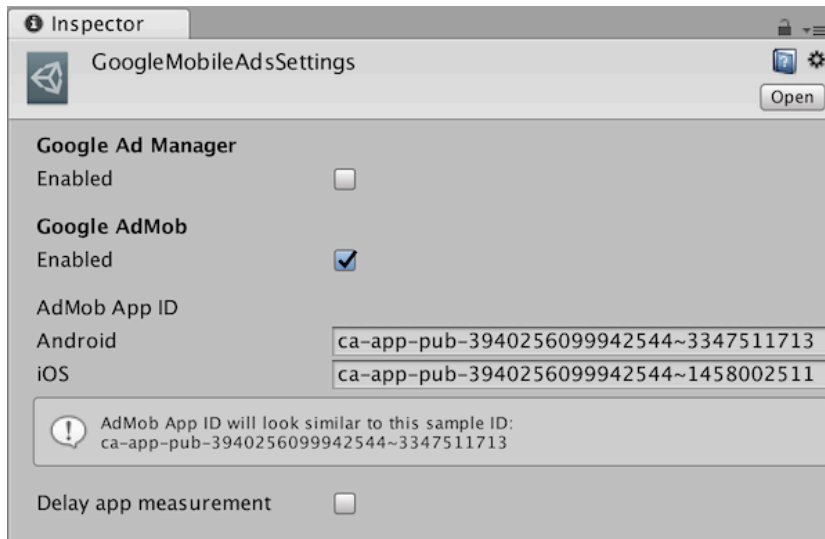 Inspector
GoogleMobileAdsSettings
Open
Google Ad Manager
Enabled
Google AdMob
Enabled
AdMob App ID
Android ca-app-pub-3940256099942544~3347511713
iOS ca-app-pub-3940256099942544~1458002511
AdMob App ID will look similar to this sample ID:
ca-app-pub-3940256099942544~3347511713
Delay app measurement